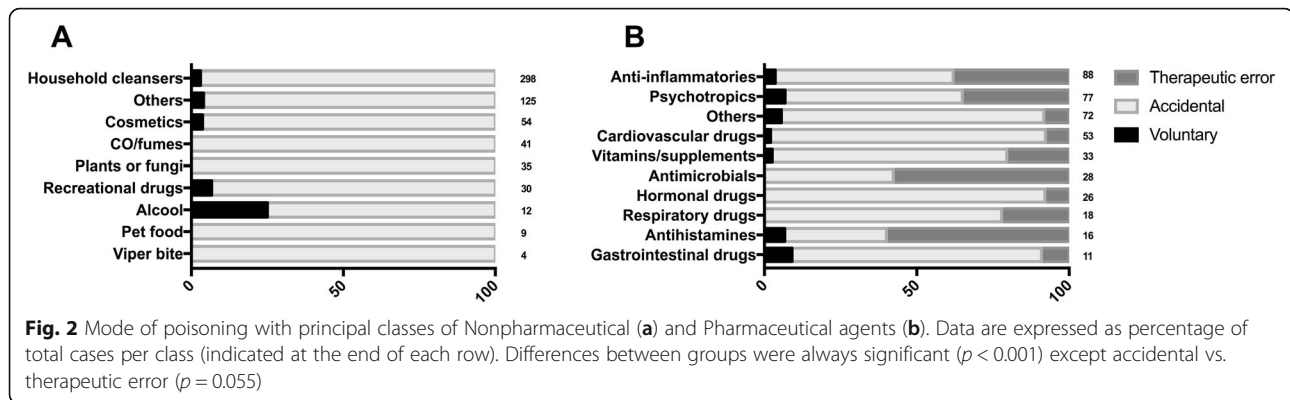 A
Household cleansers 298
Others 125
Cosmetics 54
CO/fumes 41
Plants or fungi 35
Recreational drugs 30
Alcool 12
Pet food 9
Viper bite 4
0 50 100
B
Anti-inflammatories 88
Psychotropics 77
Others 72
Cardiovascular drugs 53
Vitamins/supplements 33
Antimicrobials 28
Hormonal drugs 26
Respiratory drugs 18
Antihistamines 16
Gastrointestinal drugs 11
0 50 100
Therapeutic error
Accidental
Voluntary
Fig. 2 Mode of poisoning with principal classes of Nonpharmaceutical (a) and Pharmaceutical agents (b). Data are expressed as percentage of
total cases per class (indicated at the end of each row). Differences between groups were always significant (p < 0.001) except accidental vs.
therapeutic error (p = 0.055)